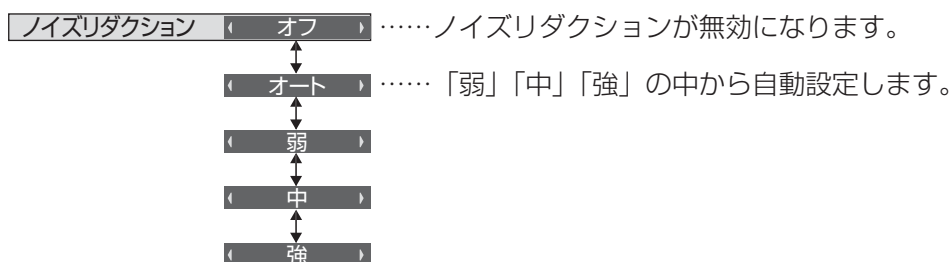 ノイズリダクション オフ ……ノイズリダクションが無効になります。
オート ……「弱」「中」「強」の中から自動設定します。
弱
中
強